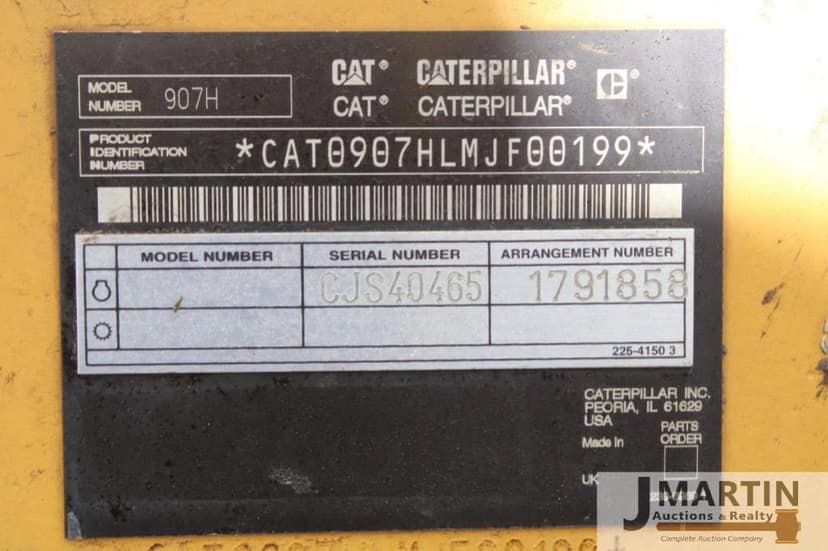 CAT® CATERPILLAR® C®
CAT® CATERPILLAR®
MODEL NUMBER 907H
PRODUCT IDENTIFICATION NUMBER *CAT0907HLMJF00199*
MODEL NUMBER SERIAL NUMBER ARRANGEMENT NUMBER
CJS40465 1791858
225-4150 3
CATERPILLAR INC.
PEORIA, IL 61629
USA
Made In
PARTS ORDER
UK
JMARTIN
Auctions & Realty
Complete Auction Company